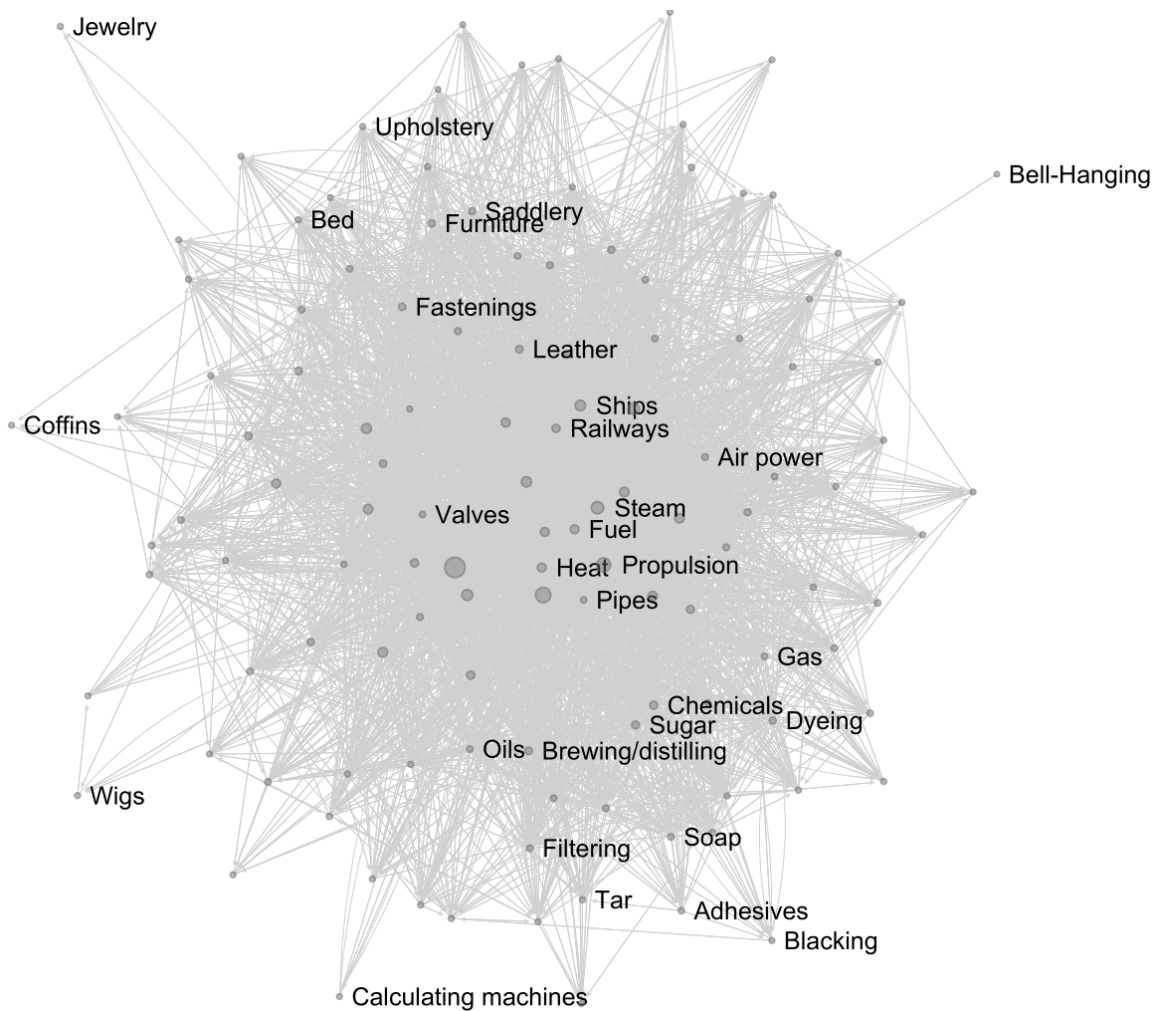 Jewelry
Upholstery
Bell-Hanging
Saddlery
Bed
Furniture
Fastenings
Leather
Ships
Coffins
Railways
Air power
Steam
Valves
Fuel
Propulsion
Heat
Pipes
Gas
Chemicals
Dyeing
Sugar
Oils
Brewing/distilling
Wigs
Soap
Filtering
Tar
Adhesives
Blacking
Calculating machines